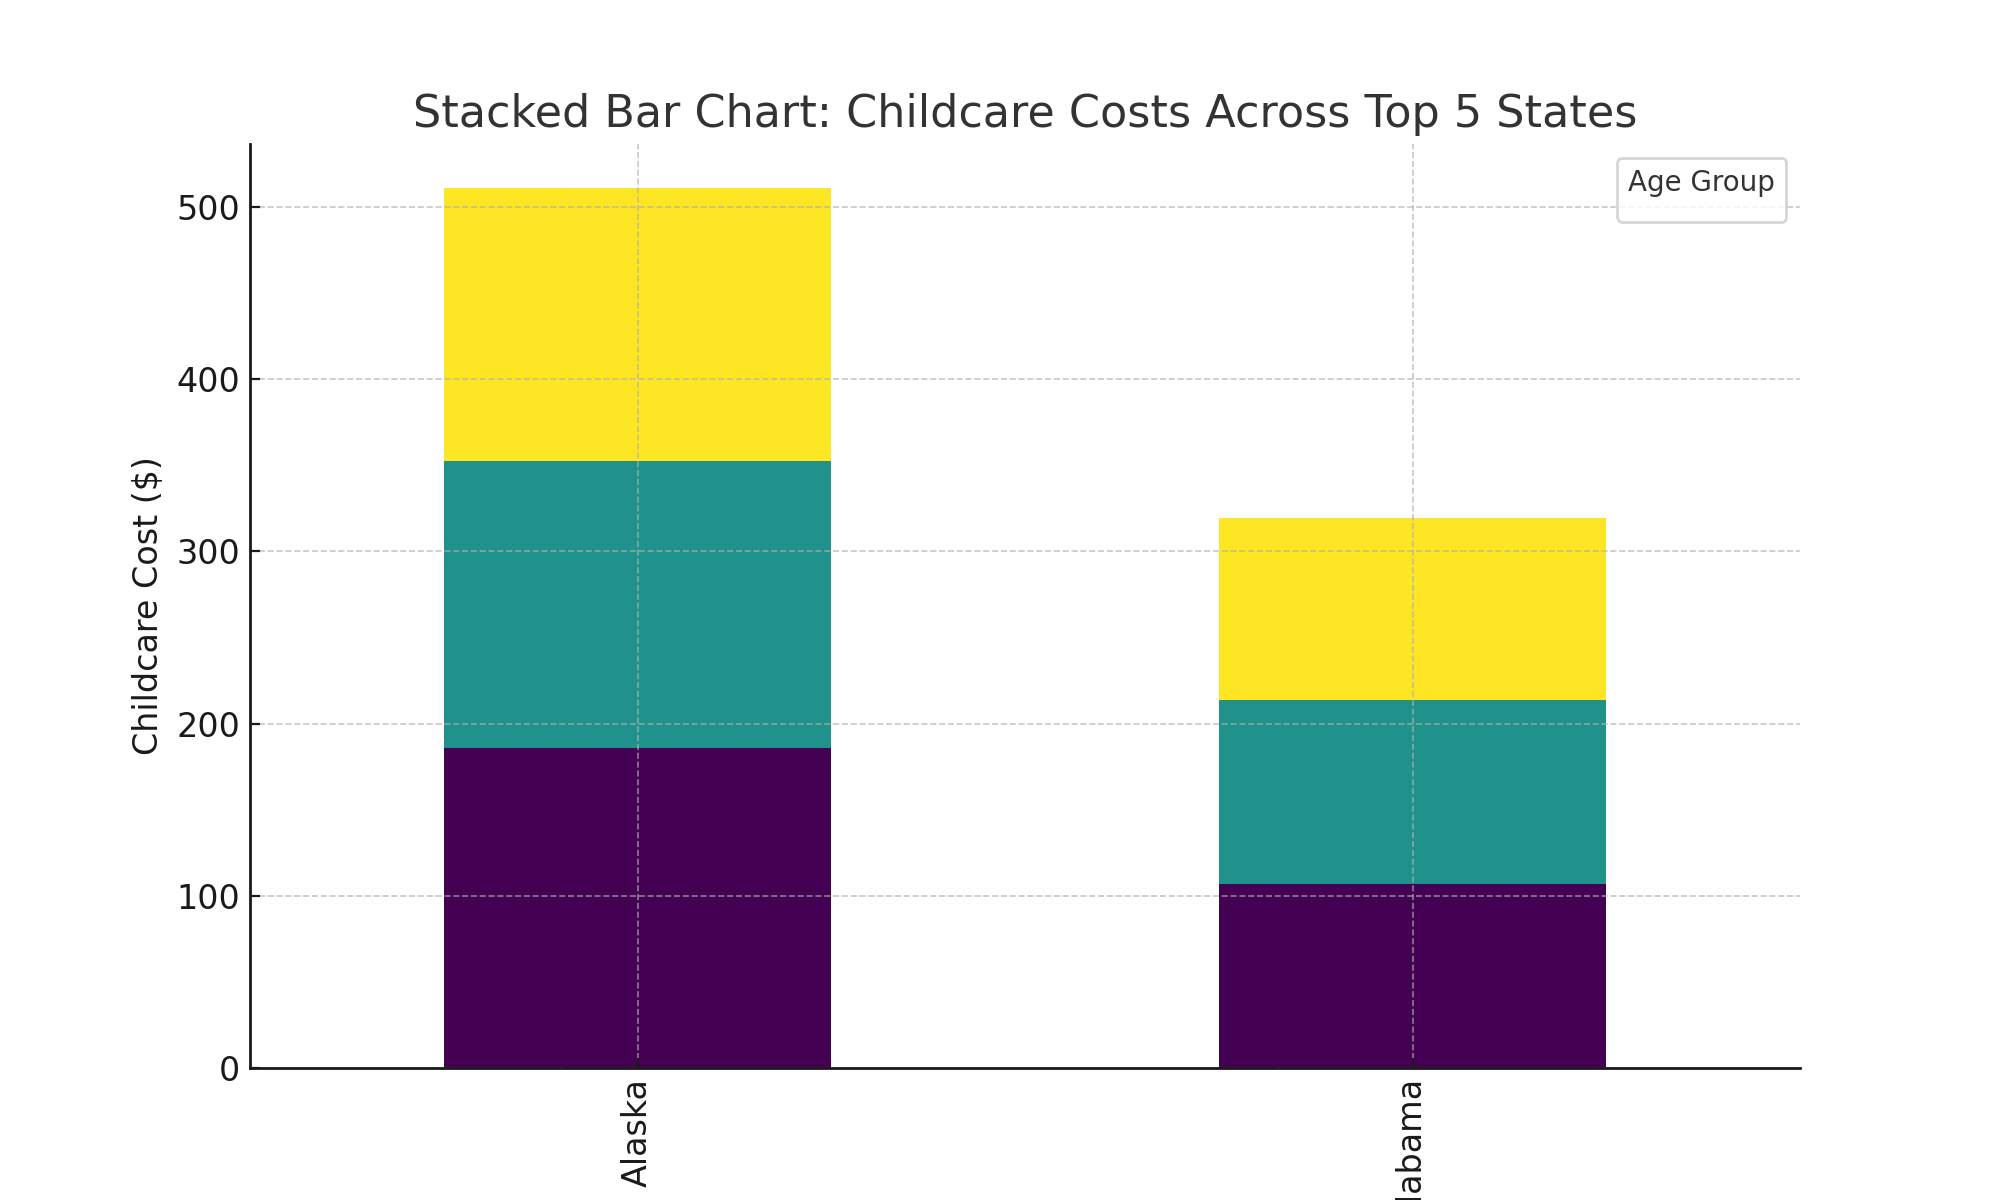 Stacked Bar Chart: Childcare Costs Across Top 5 States
Age Group
Childcare Cost ($)
500
400
300
200
100
0
Alaska
labama